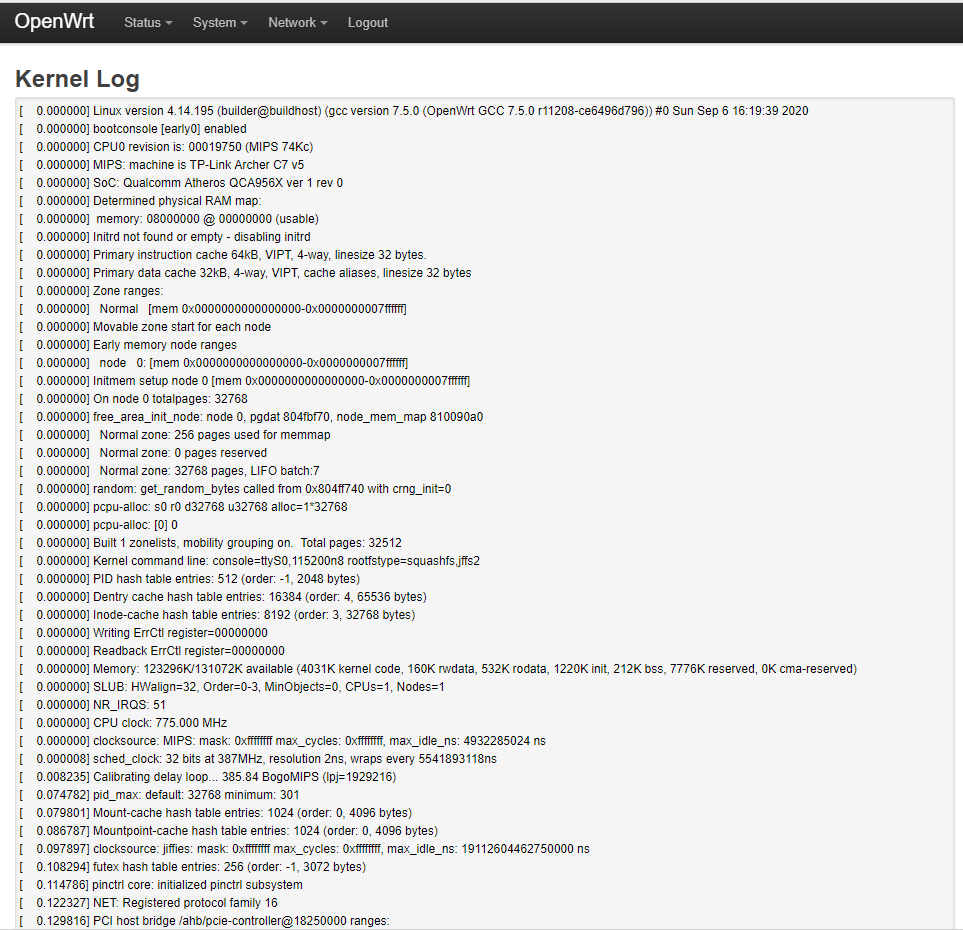 OpenWrt Status System Network Logout
Kernel Log
[    0.000000] Linux version 4.14.195 (builder@buildhost) (gcc version 7.5.0 (OpenWrt GCC 7.5.0 r11208-ce6496d796)) #0 Sun Sep 6 16:19:39 2020
[    0.000000] bootconsole [early0] enabled
[    0.000000] CPU0 revision is: 00019750 (MIPS 74Kc)
[    0.000000] MIPS: machine is TP-Link Archer C7 v5
[    0.000000] SoC: Qualcomm Atheros QCA956X ver 1 rev 0
[    0.000000] Determined physical RAM map:
[    0.000000]  memory: 08000000 @ 00000000 (usable)
[    0.000000] Initrd not found or empty - disabling initrd
[    0.000000] Primary instruction cache 64kB, VIPT, 4-way, linesize 32 bytes.
[    0.000000] Primary data cache 32kB, 4-way, VIPT, cache aliases, linesize 32 bytes
[    0.000000] Zone ranges:
[    0.000000]   Normal   [mem 0x0000000000000000-0x0000000007ffffff]
[    0.000000] Movable zone start for each node
[    0.000000] Early memory node ranges
[    0.000000]   node   0: [mem 0x0000000000000000-0x0000000007ffffff]
[    0.000000] Initmem setup node 0 [mem 0x0000000000000000-0x0000000007ffffff]
[    0.000000] On node 0 totalpages: 32768
[    0.000000] free_area_init_node: node 0, pgdat 804fbf70, node_mem_map 810090a0
[    0.000000]   Normal zone: 256 pages used for memmap
[    0.000000]   Normal zone: 0 pages reserved
[    0.000000]   Normal zone: 32768 pages, LIFO batch:7
[    0.000000] random: get_random_bytes called from 0x804ff740 with crng_init=0
[    0.000000] pcpu-alloc: s0 r0 d32768 u32768 alloc=1*32768
[    0.000000] pcpu-alloc: [0] 0
[    0.000000] Built 1 zonelists, mobility grouping on.  Total pages: 32512
[    0.000000] Kernel command line: console=ttyS0,115200n8 rootfstype=squashfs,jffs2
[    0.000000] PID hash table entries: 512 (order: -1, 2048 bytes)
[    0.000000] Dentry cache hash table entries: 16384 (order: 4, 65536 bytes)
[    0.000000] Inode-cache hash table entries: 8192 (order: 3, 32768 bytes)
[    0.000000] Writing ErrCtl register=00000000
[    0.000000] Readback ErrCtl register=00000000
[    0.000000] Memory: 123296K/131072K available (4031K kernel code, 160K rwdata, 532K rodata, 1220K init, 212K bss, 7776K reserved, 0K cma-reserved)
[    0.000000] SLUB: HWalign=32, Order=0-3, MinObjects=0, CPUs=1, Nodes=1
[    0.000000] NR_IRQS: 51
[    0.000000] CPU clock: 775.000 MHz
[    0.000000] clocksource: MIPS: mask: 0xffffffff max_cycles: 0xffffffff, max_idle_ns: 4932285024 ns
[    0.000008] sched_clock: 32 bits at 387MHz, resolution 2ns, wraps every 5541893118ns
[    0.008235] Calibrating delay loop... 385.84 BogoMIPS (lpj=1929216)
[    0.074782] pid_max: default: 32768 minimum: 301
[    0.079801] Mount-cache hash table entries: 1024 (order: 0, 4096 bytes)
[    0.086787] Mountpoint-cache hash table entries: 1024 (order: 0, 4096 bytes)
[    0.097897] clocksource: jiffies: mask: 0xffffffff max_cycles: 0xffffffff, max_idle_ns: 19112604462750000 ns
[    0.108294] futex hash table entries: 256 (order: -1, 3072 bytes)
[    0.114786] pinctrl core: initialized pinctrl subsystem
[    0.122327] NET: Registered protocol family 16
[    0.129816] PCI host bridge /ahb/pcie-controller@18250000 ranges: